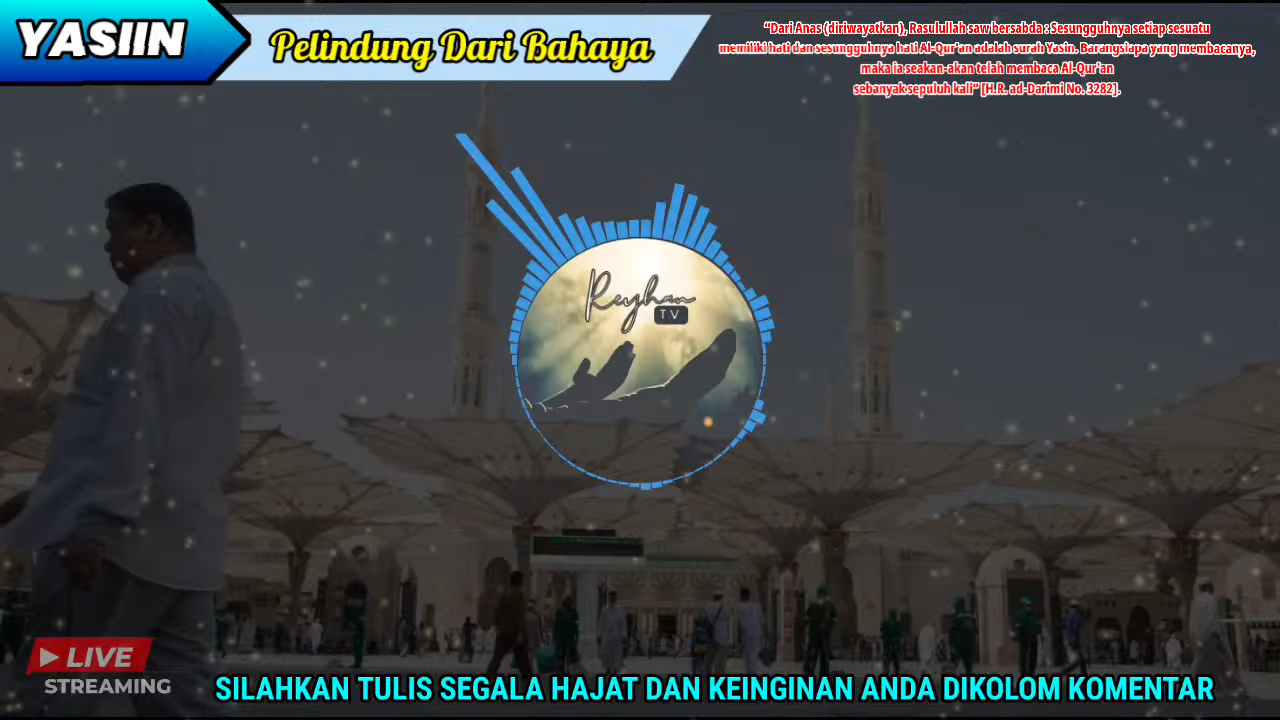 YASIIN
Pelindung Dari Bahaya
“Dari Anas (diriwayatkan), Rasulullah saw bersabda : Sesungguhnya setiap sesuatu
memiliki hati dan sesungguhnya hati Al-Qur'an adalah surah Yasin. Barangsiapa yang membacanya,
maka ia seakan-akan telah membaca Al-Qur'an
sebanyak sepuluh kali” [H.R. ad-Darimi No. 3282].
Reyhan
TV
LIVE
STREAMING
SILAHKAN TULIS SEGALA HAJAT DAN KEINGINAN ANDA DIKOLOM KOMENTAR